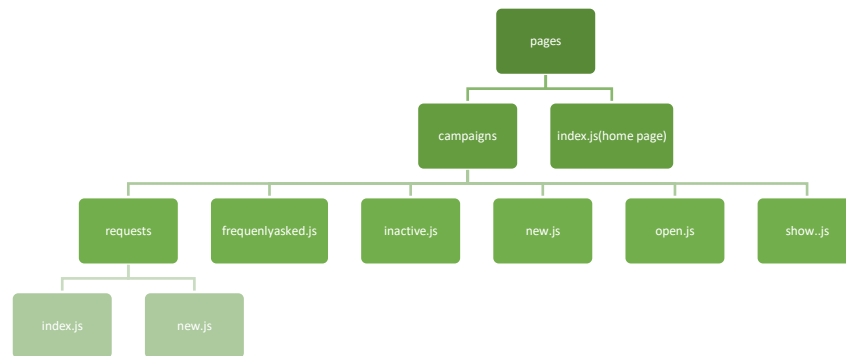 pages
campaigns
index.js(home page)
requests
frequenlyasked.js
inactive.js
new.js
open.js
show..js
index.js
new.js